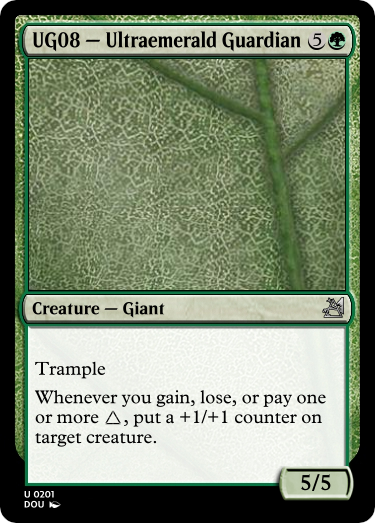 UG08 — Ultraemerald Guardian 5
Creature — Giant
Trample
Whenever you gain, lose, or pay one
or more △, put a +1/+1 counter on
target creature.
5/5
U 0201
DOU